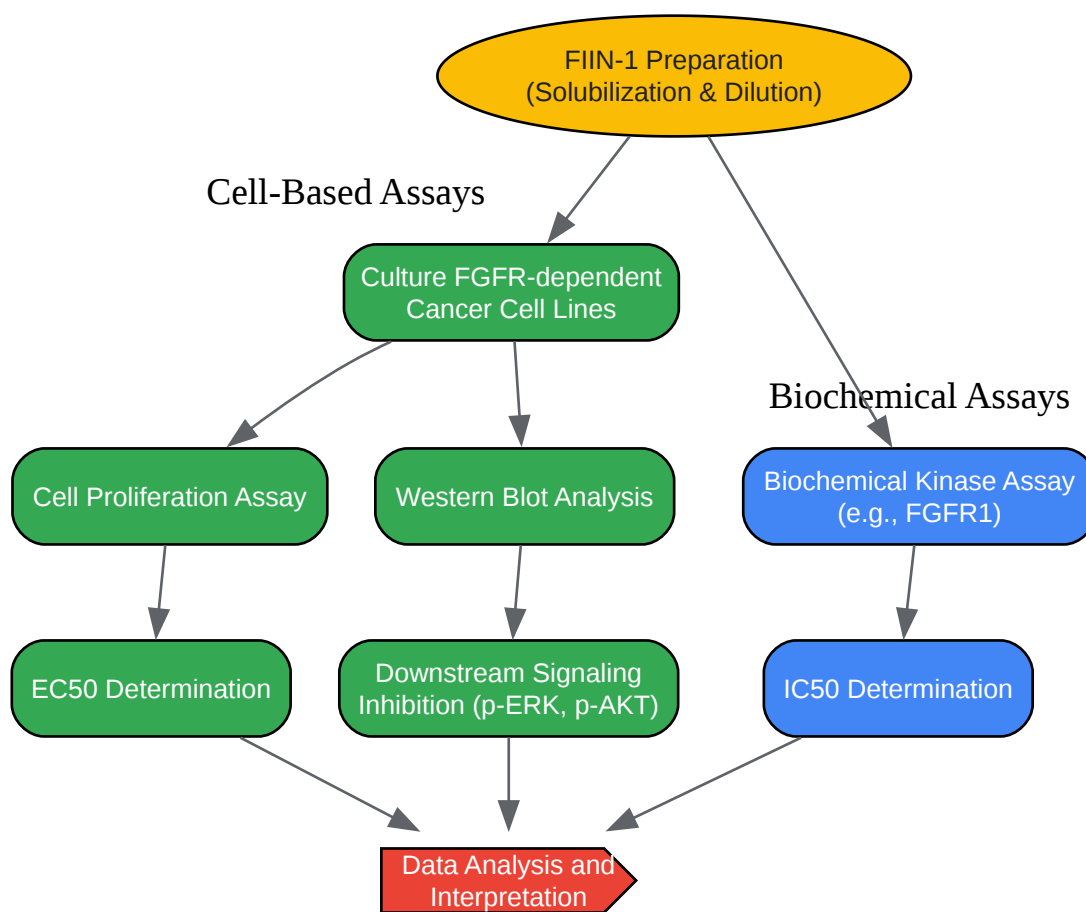 FIIN-1 Preparation
(Solubilization & Dilution)
Cell-Based Assays
Culture FGFR-dependent
Cancer Cell Lines
Biochemical Assays
Cell Proliferation Assay
Western Blot Analysis
Biochemical Kinase Assay
(e.g., FGFR1)
EC50 Determination
Downstream Signaling
Inhibition (p-ERK, p-AKT)
IC50 Determination
Data Analysis and
Interpretation